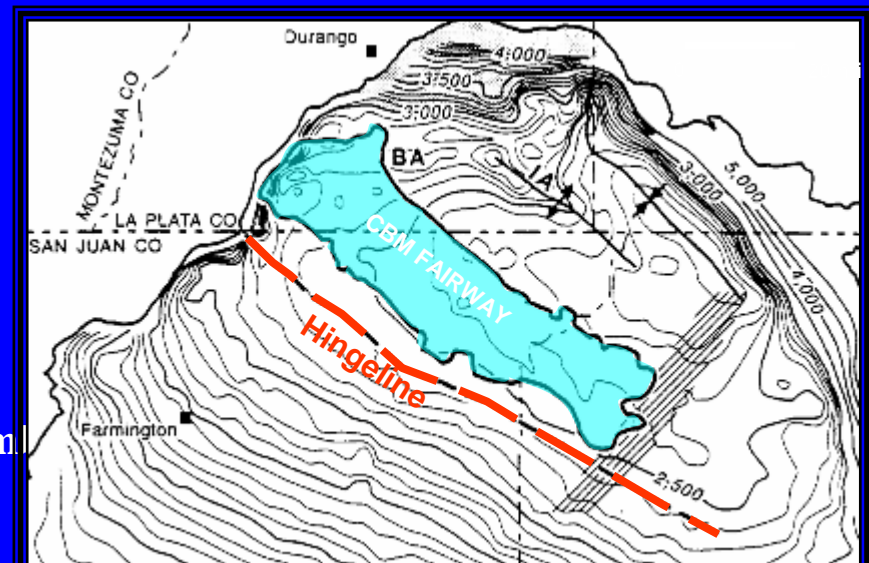 Durango
4,000
3,500
3,000
MONTEZUMA CO
BA
IA
3,000
5,000
4,000
LA PLATA CO
SAN JUAN CO
CBM FAIRWAY
Hingeline
Farmington
2,500